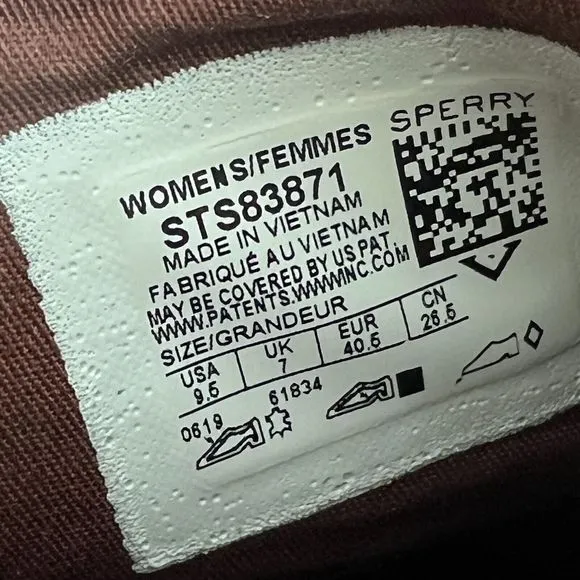 SPERRY
WOMENS/FEMMES
STS83871
MADE IN VIETNAM
FABRIQUÉ AU VIETNAM
MAY BE COVERED BY US PAT.
WWW.PATENTS.WWWINC.COM
SIZE/GRANDEUR
USA UK EUR CN
9.5 7 40.5 26.5
0619 61834